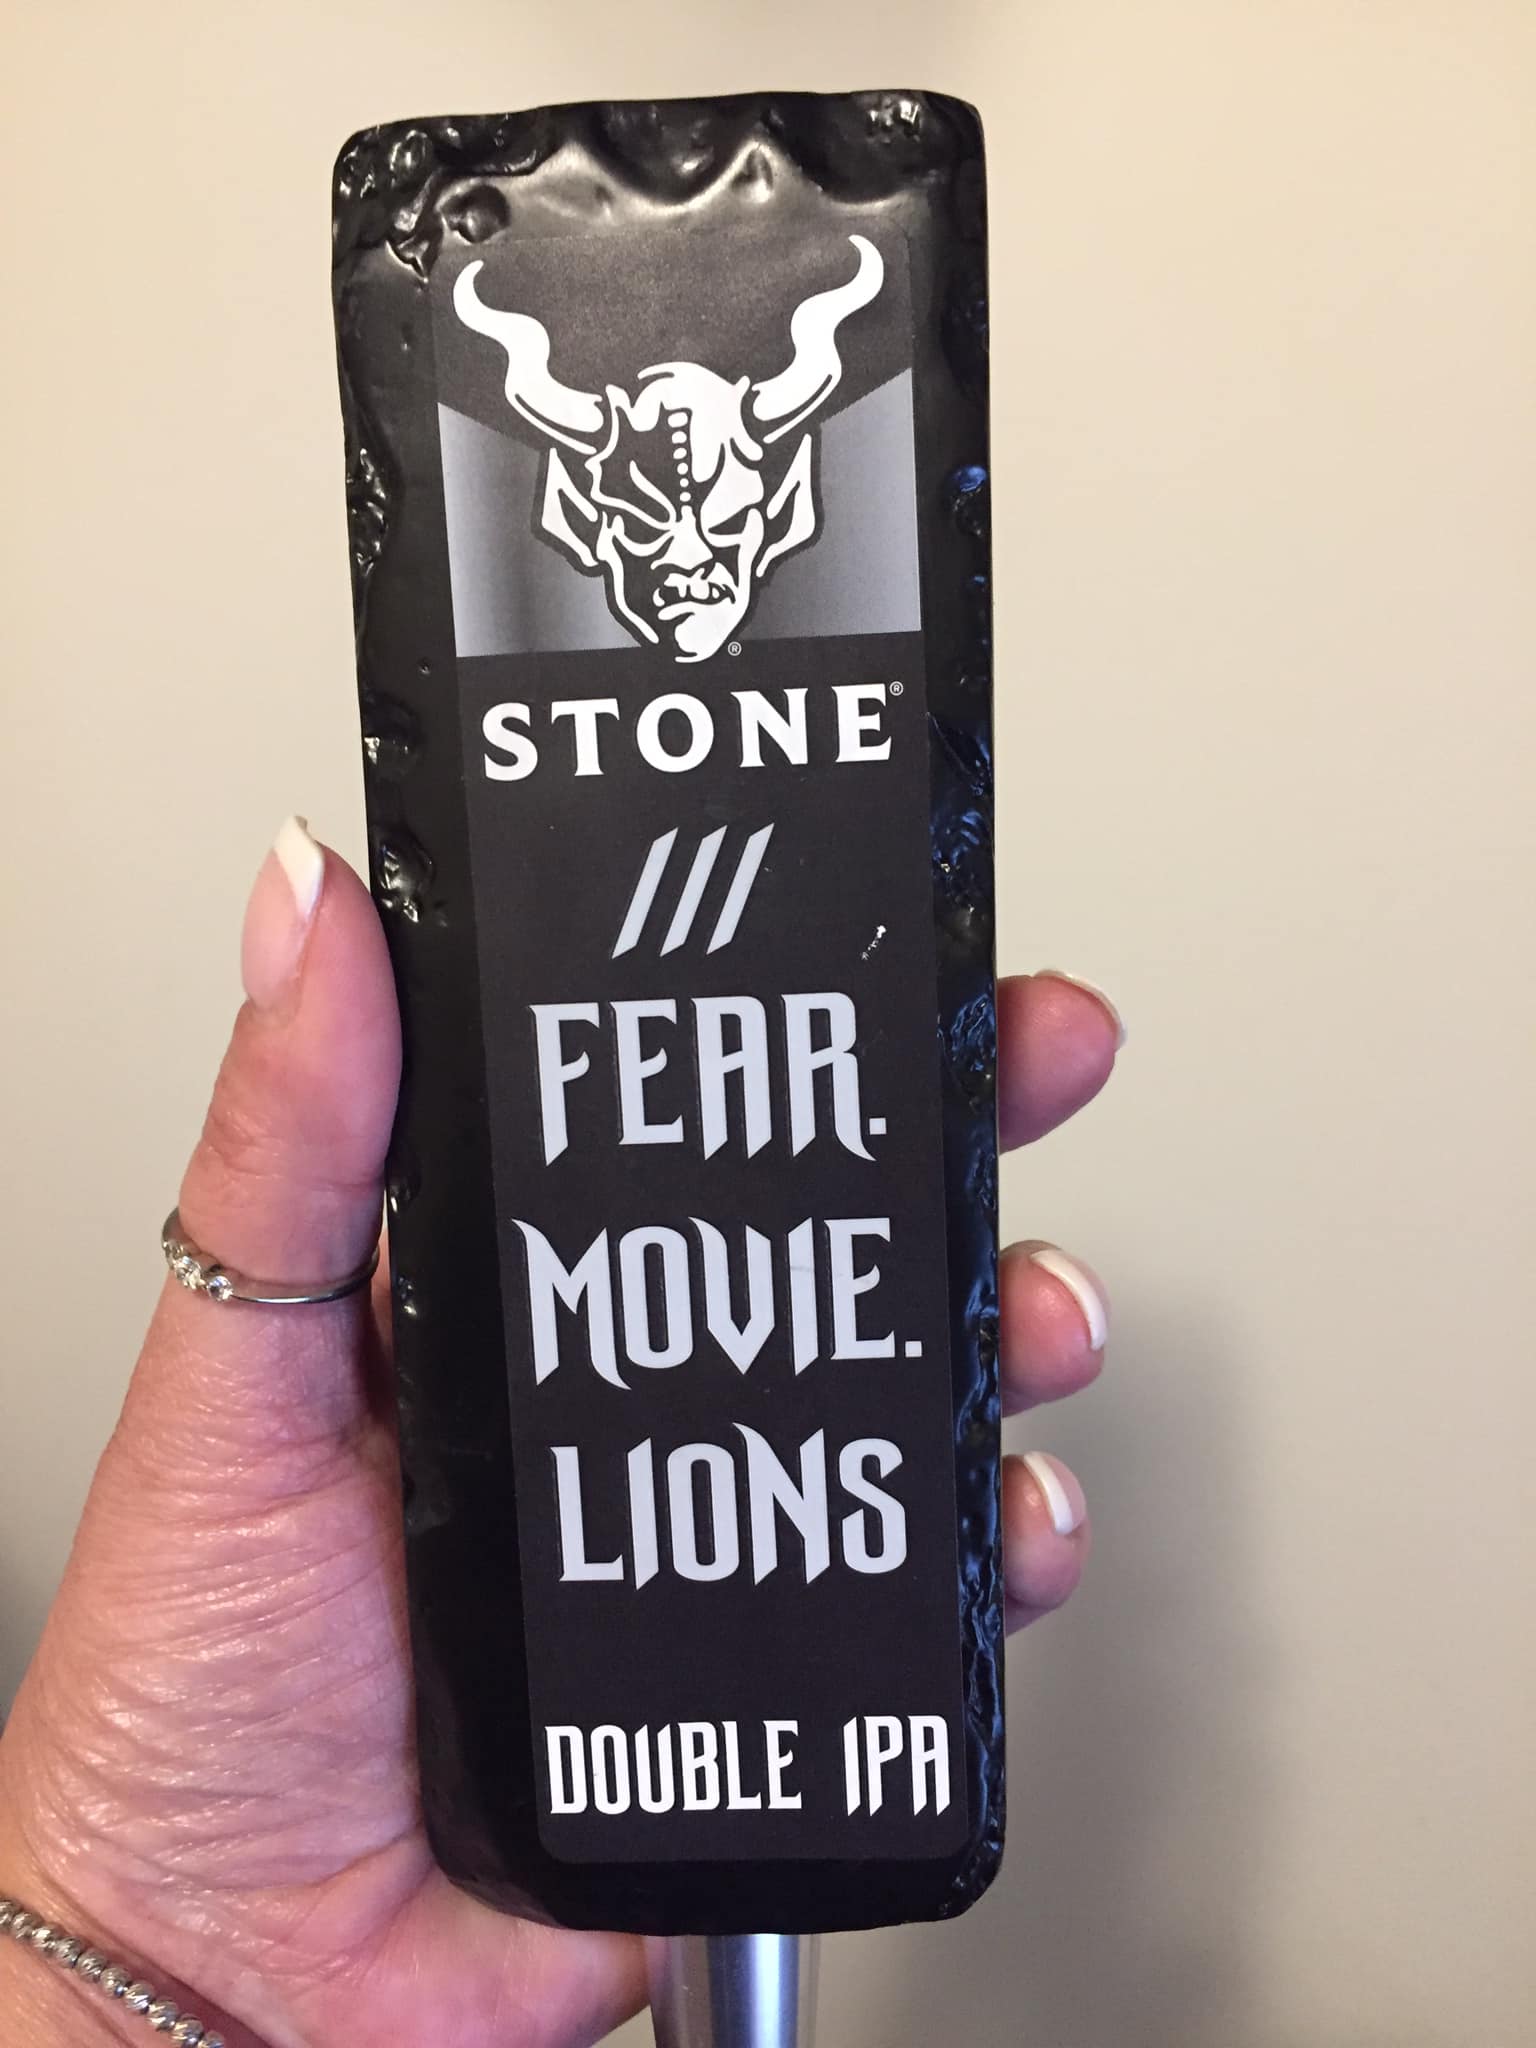 STONE®
///
FEAR.
MOVIE.
LIONS
DOUBLE IPA